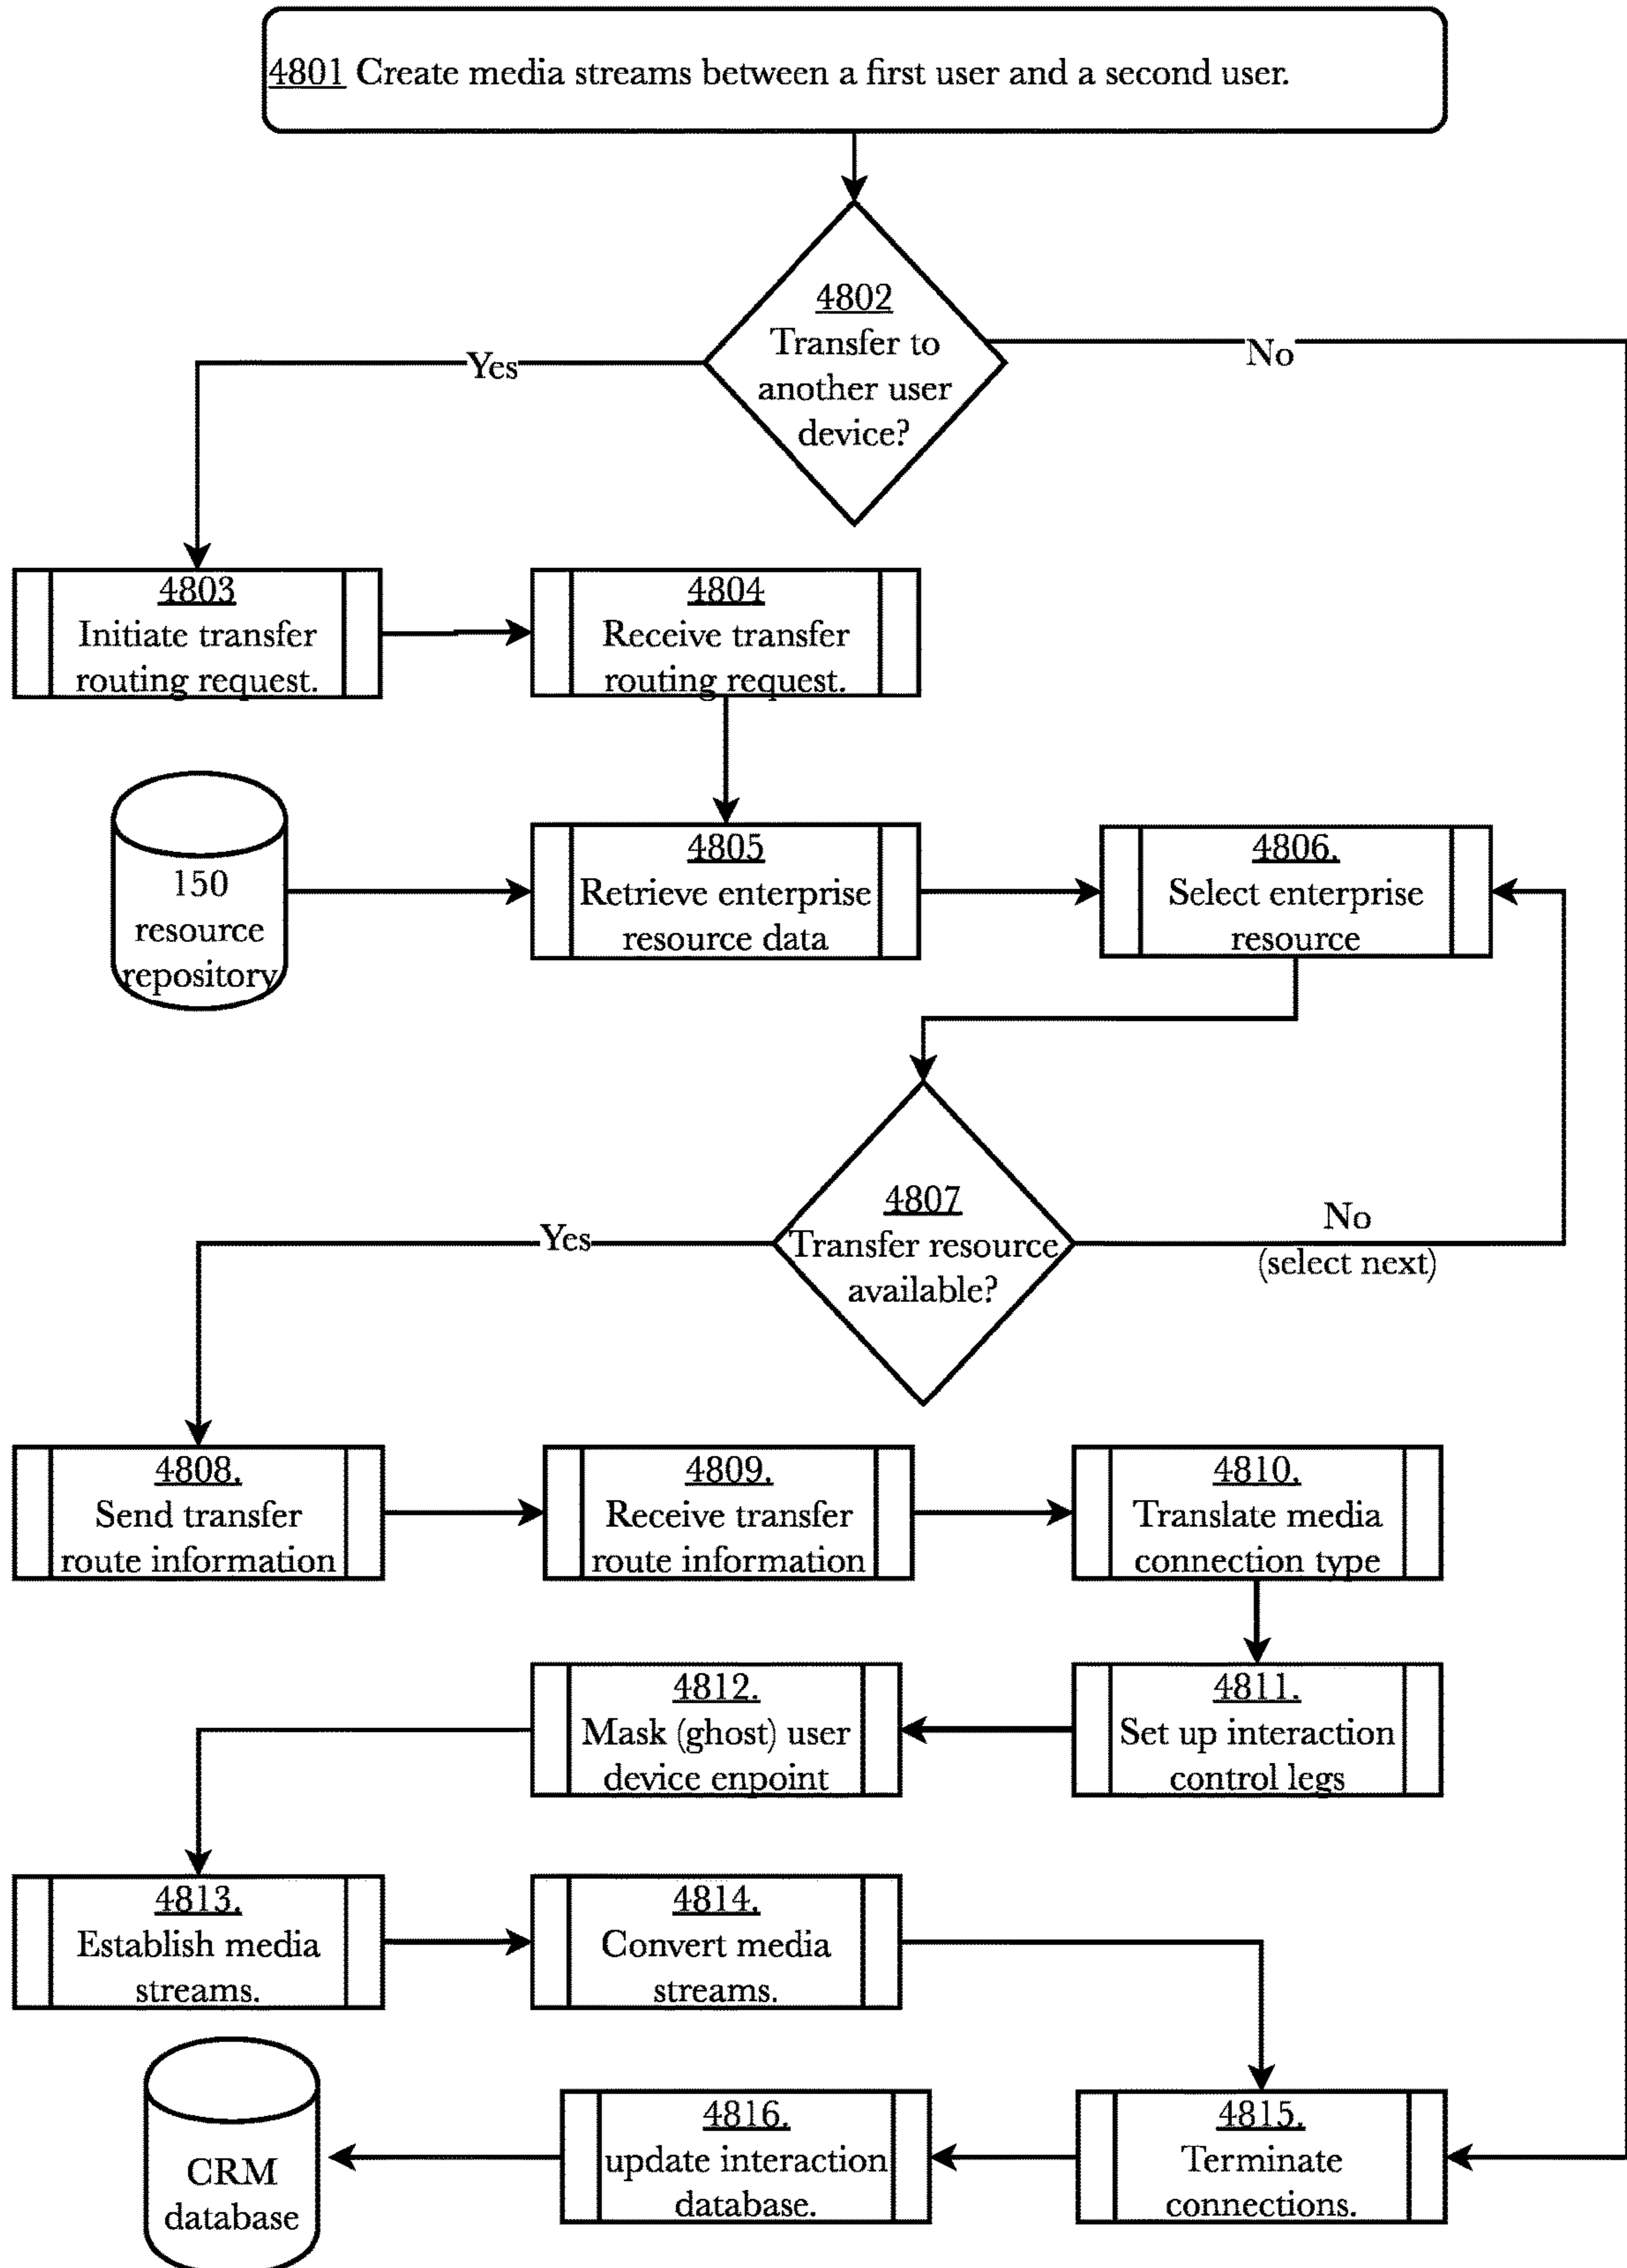 4801 Create media streams between a first user and a second user.
4802
Transfer to
another user
device?
Yes
No
4803
Initiate transfer
routing request.
4804
Receive transfer
routing request.
150
resource
repository
4805
Retrieve enterprise
resource data
4806.
Select enterprise
resource
4807
Transfer resource
available?
Yes
No
(select next)
4808.
Send transfer
route information
4809.
Receive transfer
route information
4810.
Translate media
connection type
4812.
Mask (ghost) user
device enpoint
4811.
Set up interaction
control legs
4813.
Establish media
streams.
4814.
Convert media
streams.
CRM
database
4816.
update interaction
database.
4815.
Terminate
connections.